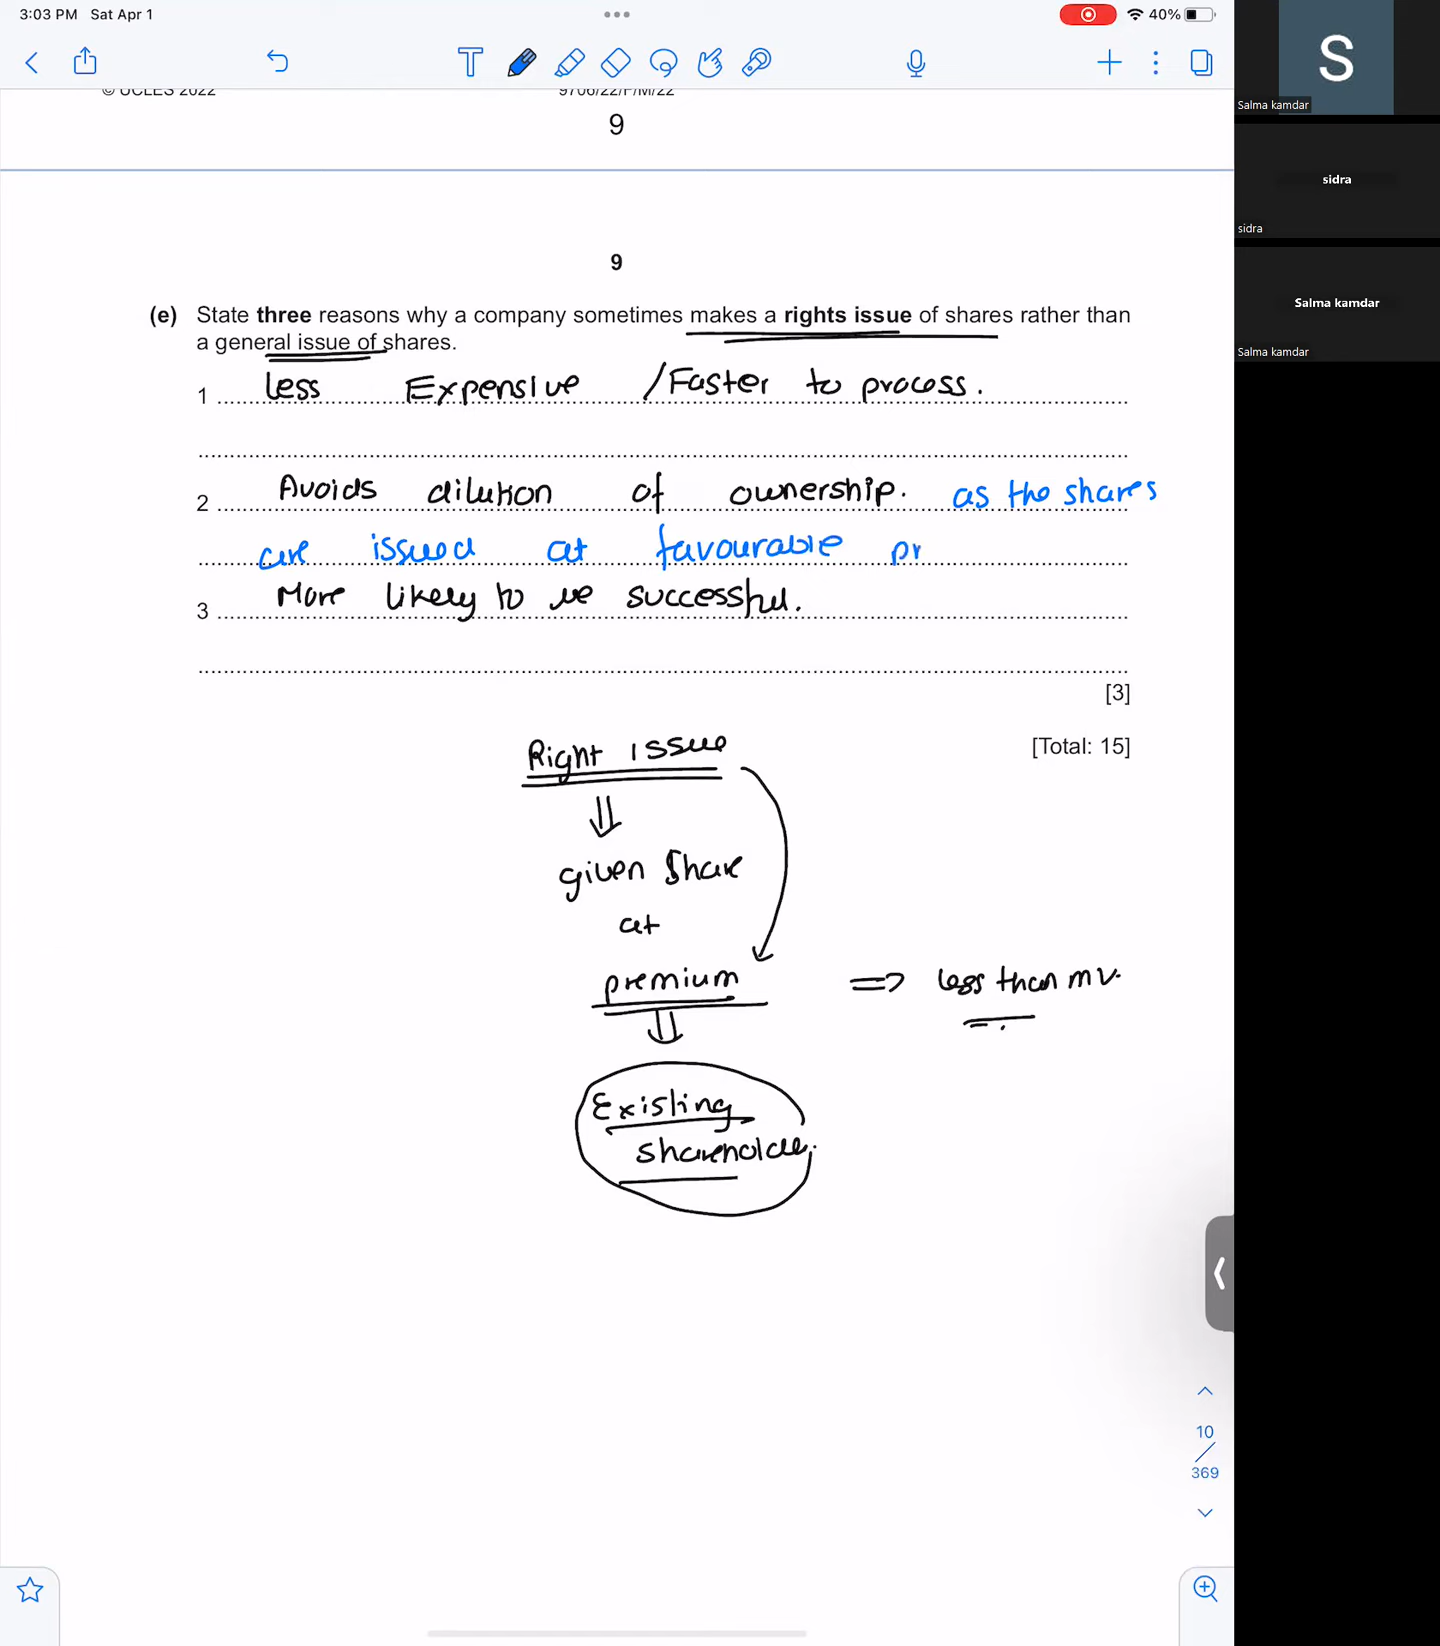 3:03 PM Sat Apr 1
40%
© UCLES 2022
9706/22/F/M/22
9
9
(e) State three reasons why a company sometimes makes a rights issue of shares rather than
a general issue of shares.
1 less Expensive / Faster to process.
2 Avoids dilution of ownership. as the shares
are issued at favourable pr
3 More likely to be successful.
[3]
[Total: 15]
Right issue
given share
at
premium
=> less than mv.
Existing
shareholder.
10
369
S
Salma kamdar
sidra
sidra
Salma kamdar
Salma kamdar